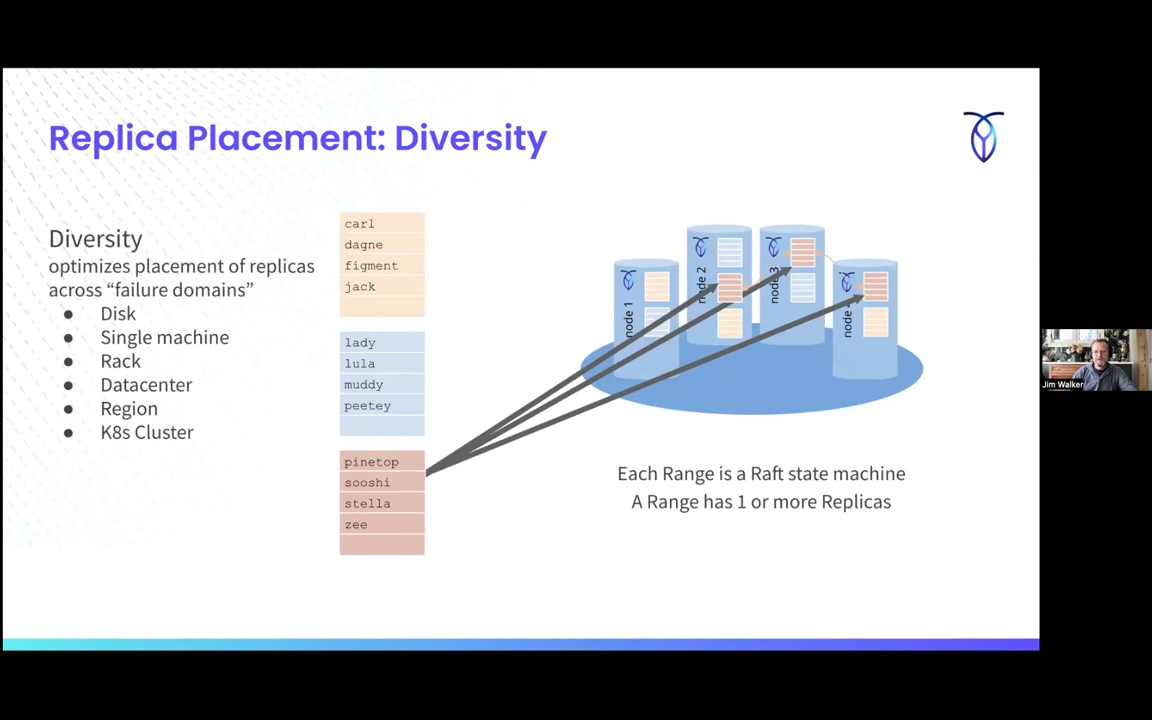 Replica Placement: Diversity
Diversity
optimizes placement of replicas
across “failure domains”
● Disk
● Single machine
● Rack
● Datacenter
● Region
● K8s Cluster
carl
dagne
figment
jack
lady
lula
muddy
peetey
pinetop
sooshi
stella
zee
node 1
node 2
node 3
node
Each Range is a Raft state machine
A Range has 1 or more Replicas
Jim Walker